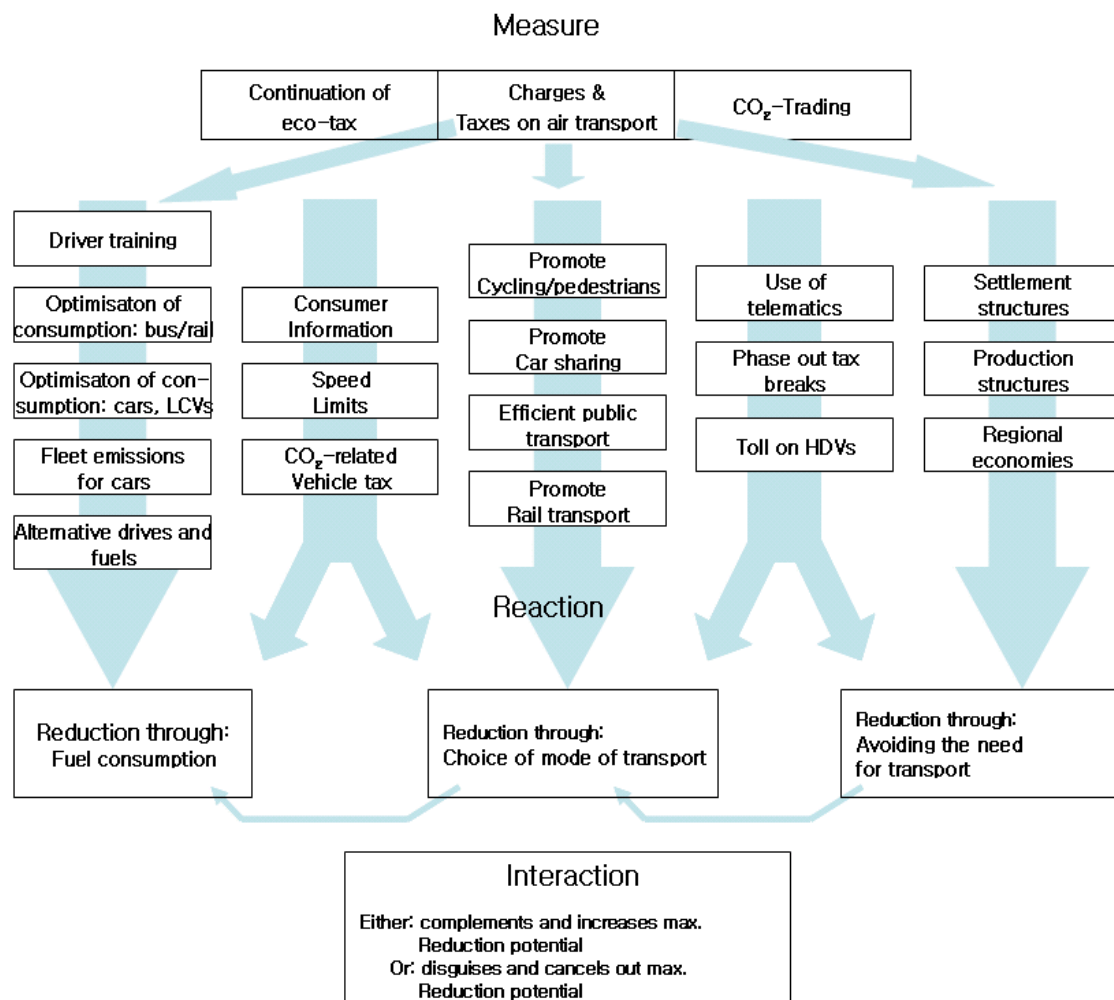 Measure
Continuation of
eco-tax
Charges &
Taxes on air transport
CO₂-Trading
Driver training
Optimisaton of
consumption: bus/rail
Optimisaton of con-
sumption: cars, LCVs
Fleet emissions
for cars
Alternative drives and
fuels
Consumer
Information
Speed
Limits
CO₂-related
Vehicle tax
Promote
Cycling/pedestrians
Promote
Car sharing
Efficient public
transport
Promote
Rail transport
Use of
telematics
Phase out tax
breaks
Toll on HDVs
Settlement
structures
Production
structures
Regional
economies
Reaction
Reduction through:
Fuel consumption
Reduction through:
Choice of mode of transport
Reduction through:
Avoiding the need
for transport
Interaction
Either: complements and increases max.
Reduction potential
Or: disguises and cancels out max.
Reduction potential